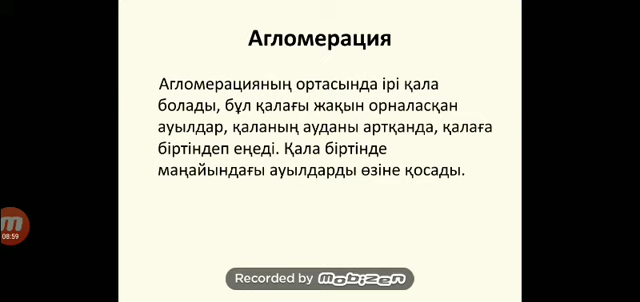 Агломерация
Агломерацияның ортасында ірі қала
болады, бұл қалағы жақын орналасқан
ауылдар, қаланың ауданы артқанда, қалаға
біртіндеп еңеді. Қала біртінде
маңайындағы ауылдарды өзіне қосады.
08:59
Recorded by mobizen